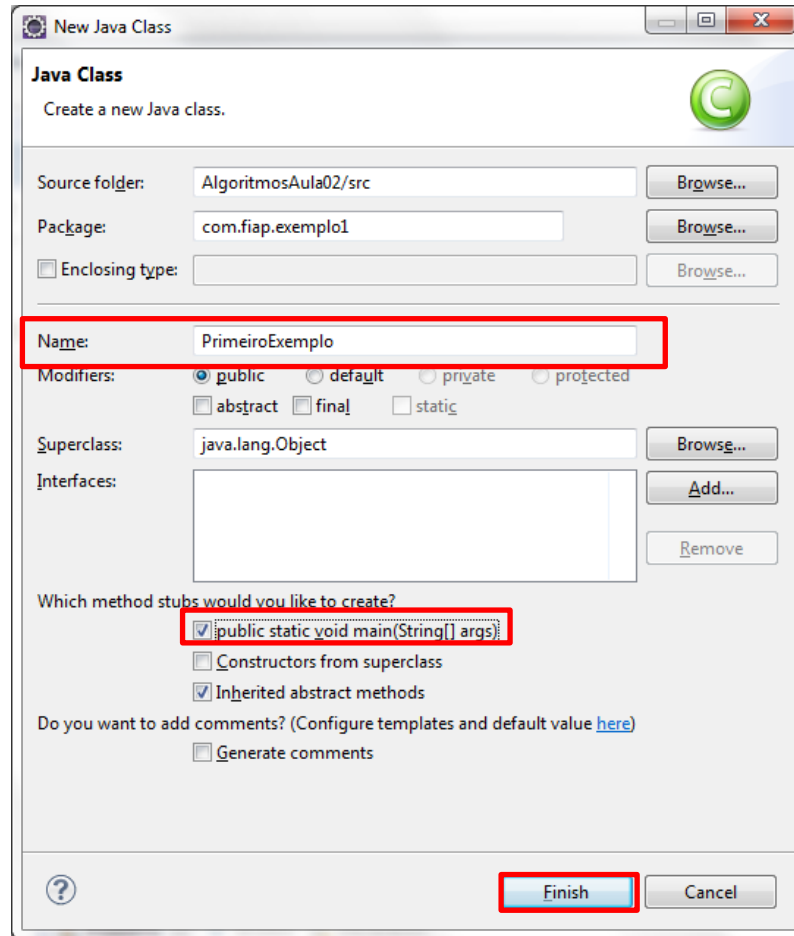 New Java Class
Java Class
Create a new Java class.
Source folder: AlgoritmosAula02/src Browse...
Package: com.fiap.exemplo1 Browse...
Enclosing type: Browse...
Name: PrimeiroExemplo
Modifiers: public default private protected
abstract final static
Superclass: java.lang.Object Browse...
Interfaces: Add...
Remove
Which method stubs would you like to create?
public static void main(String[] args)
Constructors from superclass
Inherited abstract methods
Do you want to add comments? (Configure templates and default value here)
Generate comments
? Finish Cancel